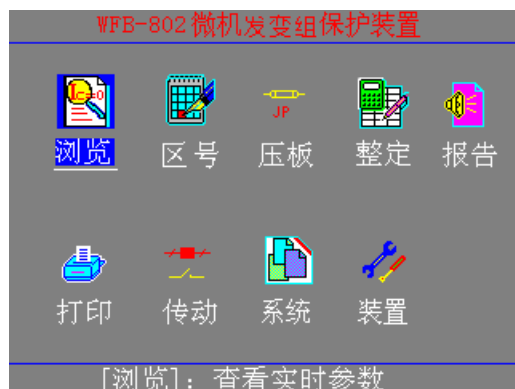 WFB-802微机发变组保护装置
浏览 区号 压板 整定 报告
JP
打印 传动 系统 装置
[浏览]: 查看实时参数